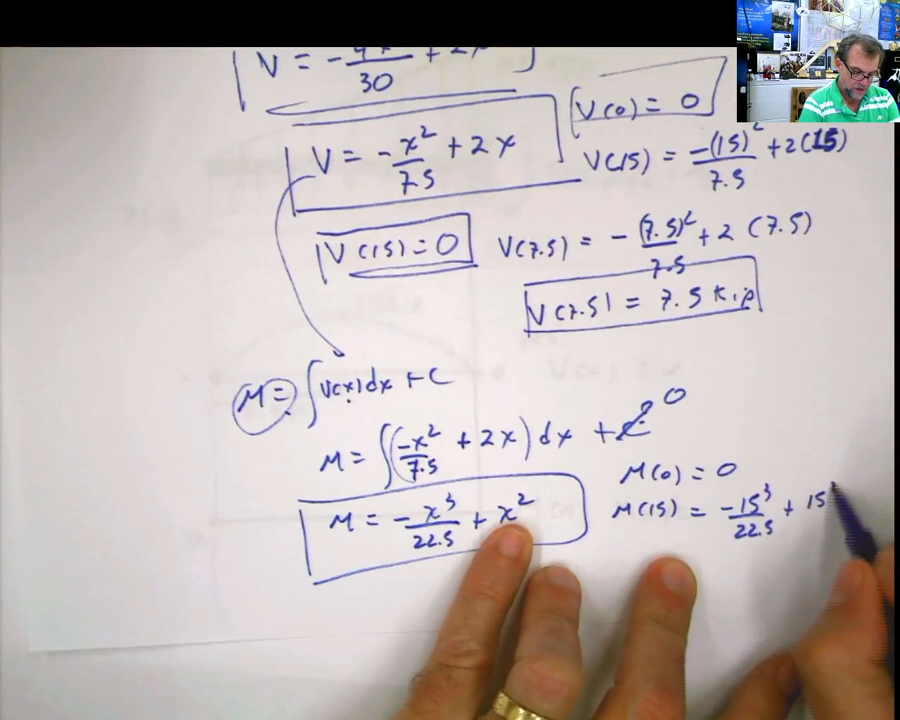 V = - 4x² / 30 + 2x
V(0) = 0
V = - x² / 7.5 + 2x
V(15) = -(15)² / 7.5 + 2(15)
V(15) = 0
V(7.5) = - (7.5)² / 7.5 + 2 (7.5)
V(7.5) = 7.5 kip
M = ∫ V(x) dx + C
M = ∫ ( -x² / 7.5 + 2x ) dx + C 0
M(0) = 0
M = - x³ / 22.5 + x²
M(15) = -15³ / 22.5 + 15